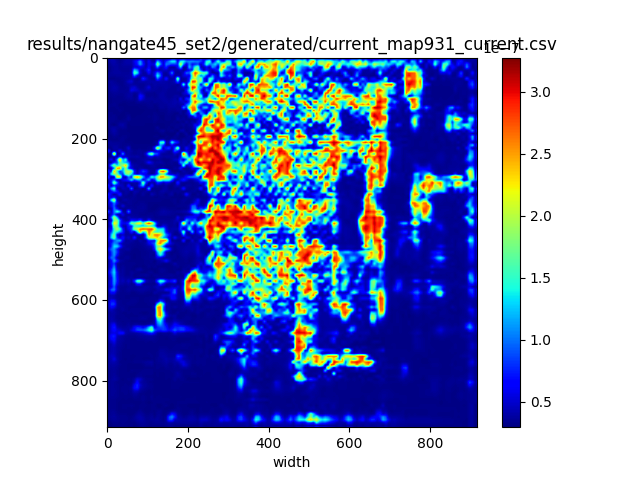 results/nangate45_set2/generated/current_map931_current.csv
1e−7
0
200
400
600
800
height
0 200 400 600 800
width
3.0
2.5
2.0
1.5
1.0
0.5